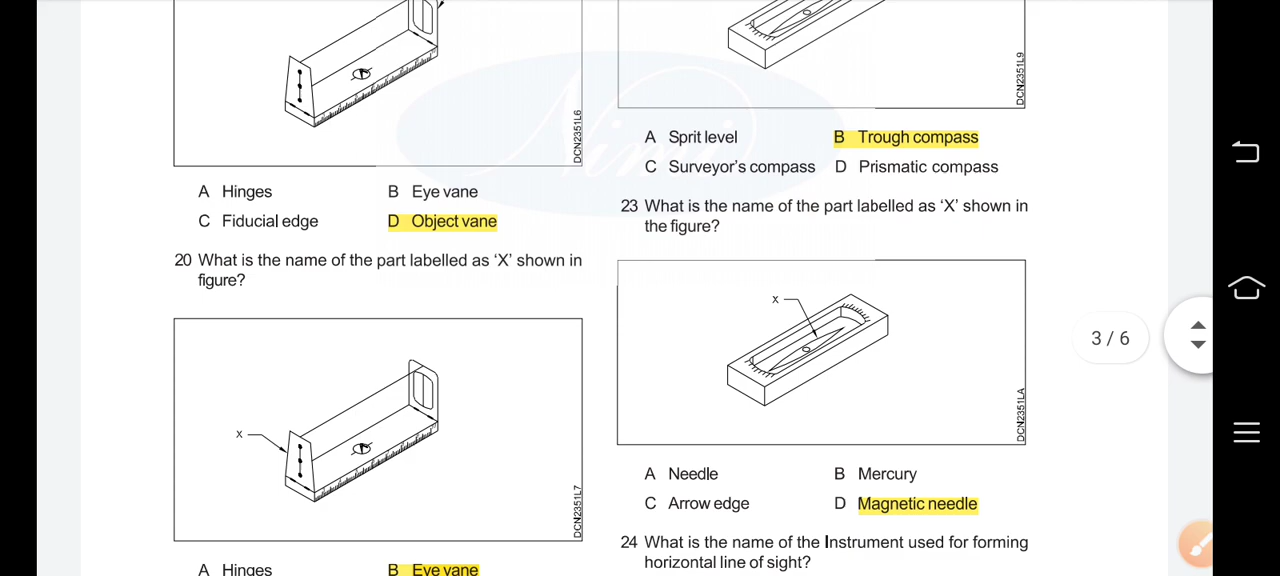 DCN2351L6
A Hinges B Eye vane
C Fiducial edge D Object vane
20 What is the name of the part labelled as ‘X’ shown in
figure?
X
DCN2351L7
A Hinges B Eye vane
DCN2351L9
A Sprit level B Trough compass
C Surveyor’s compass D Prismatic compass
23 What is the name of the part labelled as ‘X’ shown in
the figure?
X
DCN2351LA
A Needle B Mercury
C Arrow edge D Magnetic needle
24 What is the name of the Instrument used for forming
horizontal line of sight?
3 / 6
Nimi